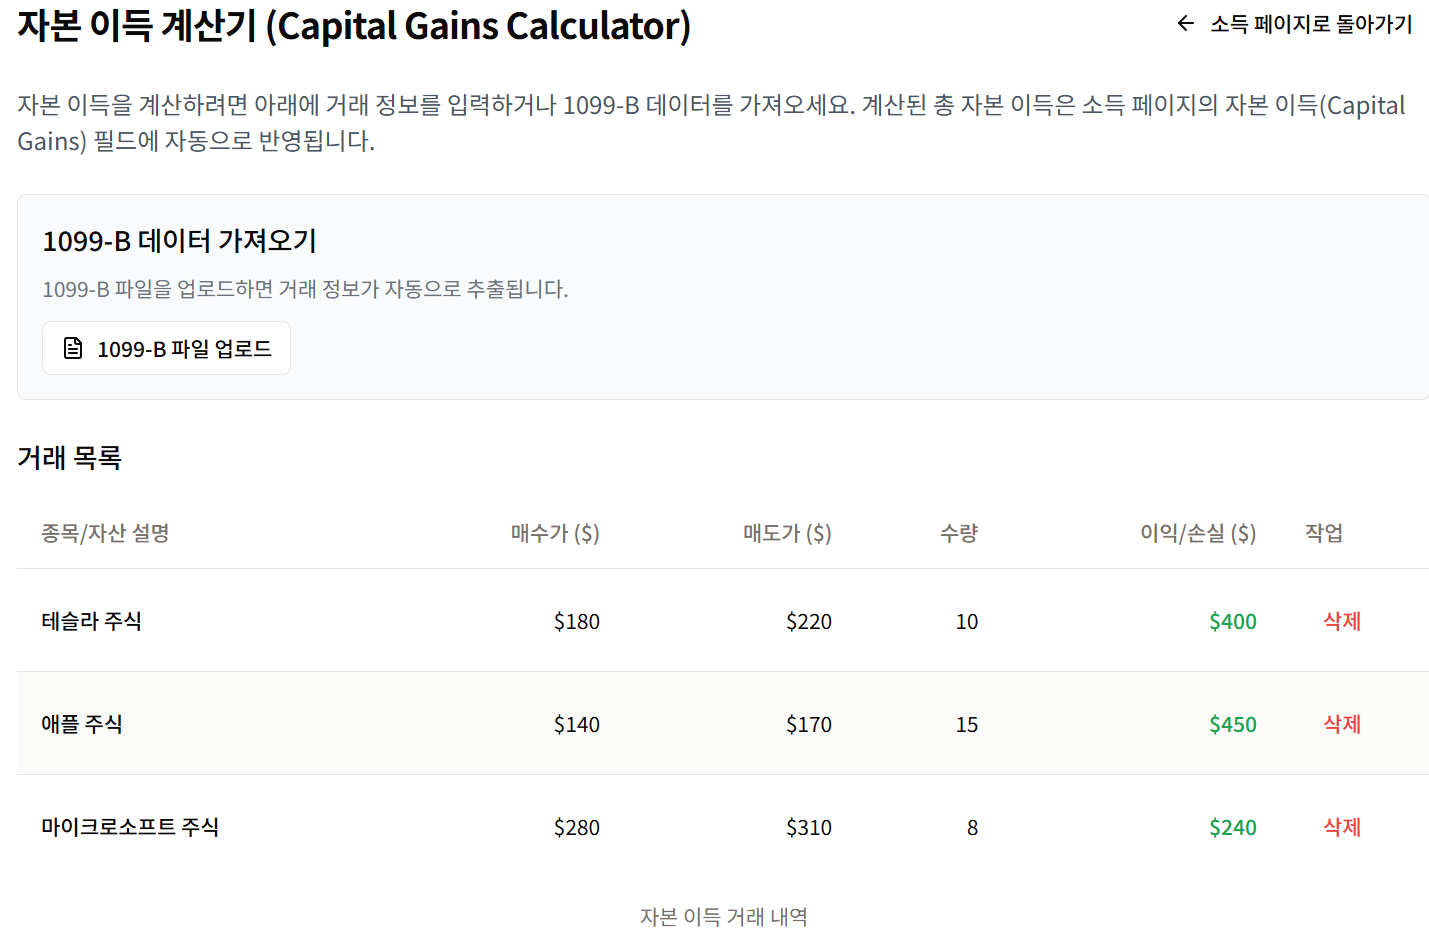 자본 이득 계산기 (Capital Gains Calculator)
← 소득 페이지로 돌아가기
자본 이득을 계산하려면 아래에 거래 정보를 입력하거나 1099-B 데이터를 가져오세요. 계산된 총 자본 이득은 소득 페이지의 자본 이득(Capital
Gains) 필드에 자동으로 반영됩니다.
1099-B 데이터 가져오기
1099-B 파일을 업로드하면 거래 정보가 자동으로 추출됩니다.
1099-B 파일 업로드
거래 목록
종목/자산 설명 매수가 ($) 매도가 ($) 수량 이익/손실 ($) 작업
테슬라 주식 $180 $220 10 $400 삭제
애플 주식 $140 $170 15 $450 삭제
마이크로소프트 주식 $280 $310 8 $240 삭제
자본 이득 거래 내역